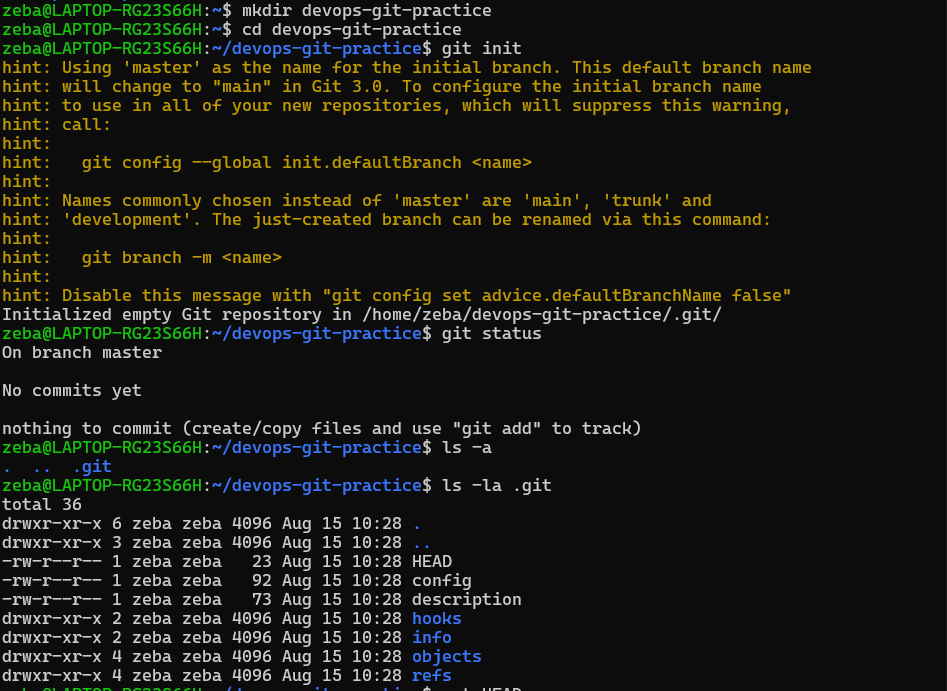 zeba@LAPTOP-RG23S66H:~$ mkdir devops-git-practice
zeba@LAPTOP-RG23S66H:~$ cd devops-git-practice
zeba@LAPTOP-RG23S66H:~/devops-git-practice$ git init
hint: Using 'master' as the name for the initial branch. This default branch name
hint: will change to "main" in Git 3.0. To configure the initial branch name
hint: to use in all of your new repositories, which will suppress this warning,
hint: call:
hint:
hint:   git config --global init.defaultBranch <name>
hint:
hint: Names commonly chosen instead of 'master' are 'main', 'trunk' and
hint: 'development'. The just-created branch can be renamed via this command:
hint:
hint:   git branch -m <name>
hint:
hint: Disable this message with "git config set advice.defaultBranchName false"
Initialized empty Git repository in /home/zeba/devops-git-practice/.git/
zeba@LAPTOP-RG23S66H:~/devops-git-practice$ git status
On branch master
No commits yet
nothing to commit (create/copy files and use "git add" to track)
zeba@LAPTOP-RG23S66H:~/devops-git-practice$ ls -a
.  ..  .git
zeba@LAPTOP-RG23S66H:~/devops-git-practice$ ls -la .git
total 36
drwxr-xr-x 6 zeba zeba 4096 Aug 15 10:28 .
drwxr-xr-x 3 zeba zeba 4096 Aug 15 10:28 ..
-rw-r--r-- 1 zeba zeba   23 Aug 15 10:28 HEAD
-rw-r--r-- 1 zeba zeba   92 Aug 15 10:28 config
-rw-r--r-- 1 zeba zeba   73 Aug 15 10:28 description
drwxr-xr-x 2 zeba zeba 4096 Aug 15 10:28 hooks
drwxr-xr-x 2 zeba zeba 4096 Aug 15 10:28 info
drwxr-xr-x 4 zeba zeba 4096 Aug 15 10:28 objects
drwxr-xr-x 4 zeba zeba 4096 Aug 15 10:28 refs